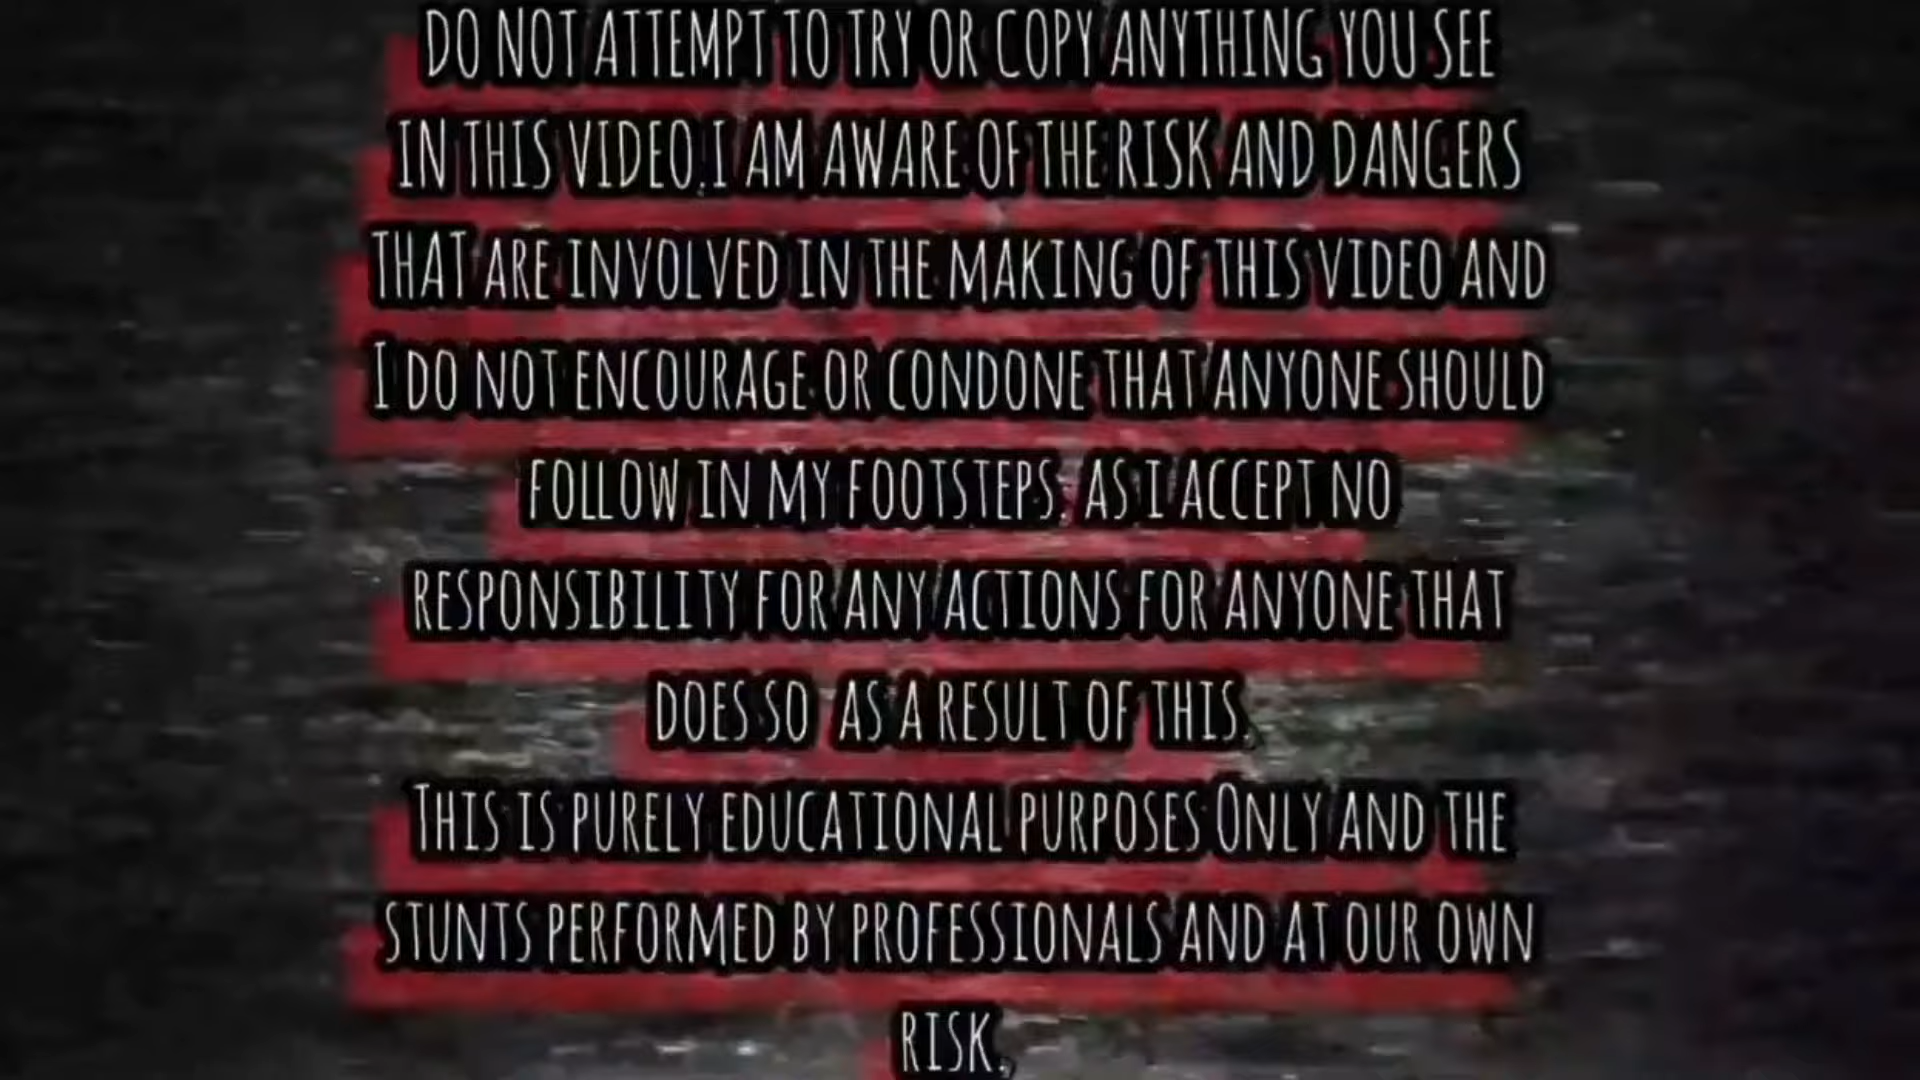 DO NOT ATTEMPT TO TRY OR COPY ANYTHING YOU SEE
IN THIS VIDEO.I AM AWARE OF THE RISK AND DANGERS
THAT ARE INVOLVED IN THE MAKING OF THIS VIDEO AND
I DO NOT ENCOURAGE OR CONDONE THAT ANYONE SHOULD
FOLLOW IN MY FOOTSTEPS. AS I ACCEPT NO
RESPONSIBILITY FOR ANY ACTIONS FOR ANYONE THAT
DOES SO AS A RESULT OF THIS.
THIS IS PURELY EDUCATIONAL PURPOSES ONLY AND THE
STUNTS PERFORMED BY PROFESSIONALS AND AT OUR OWN
RISK.